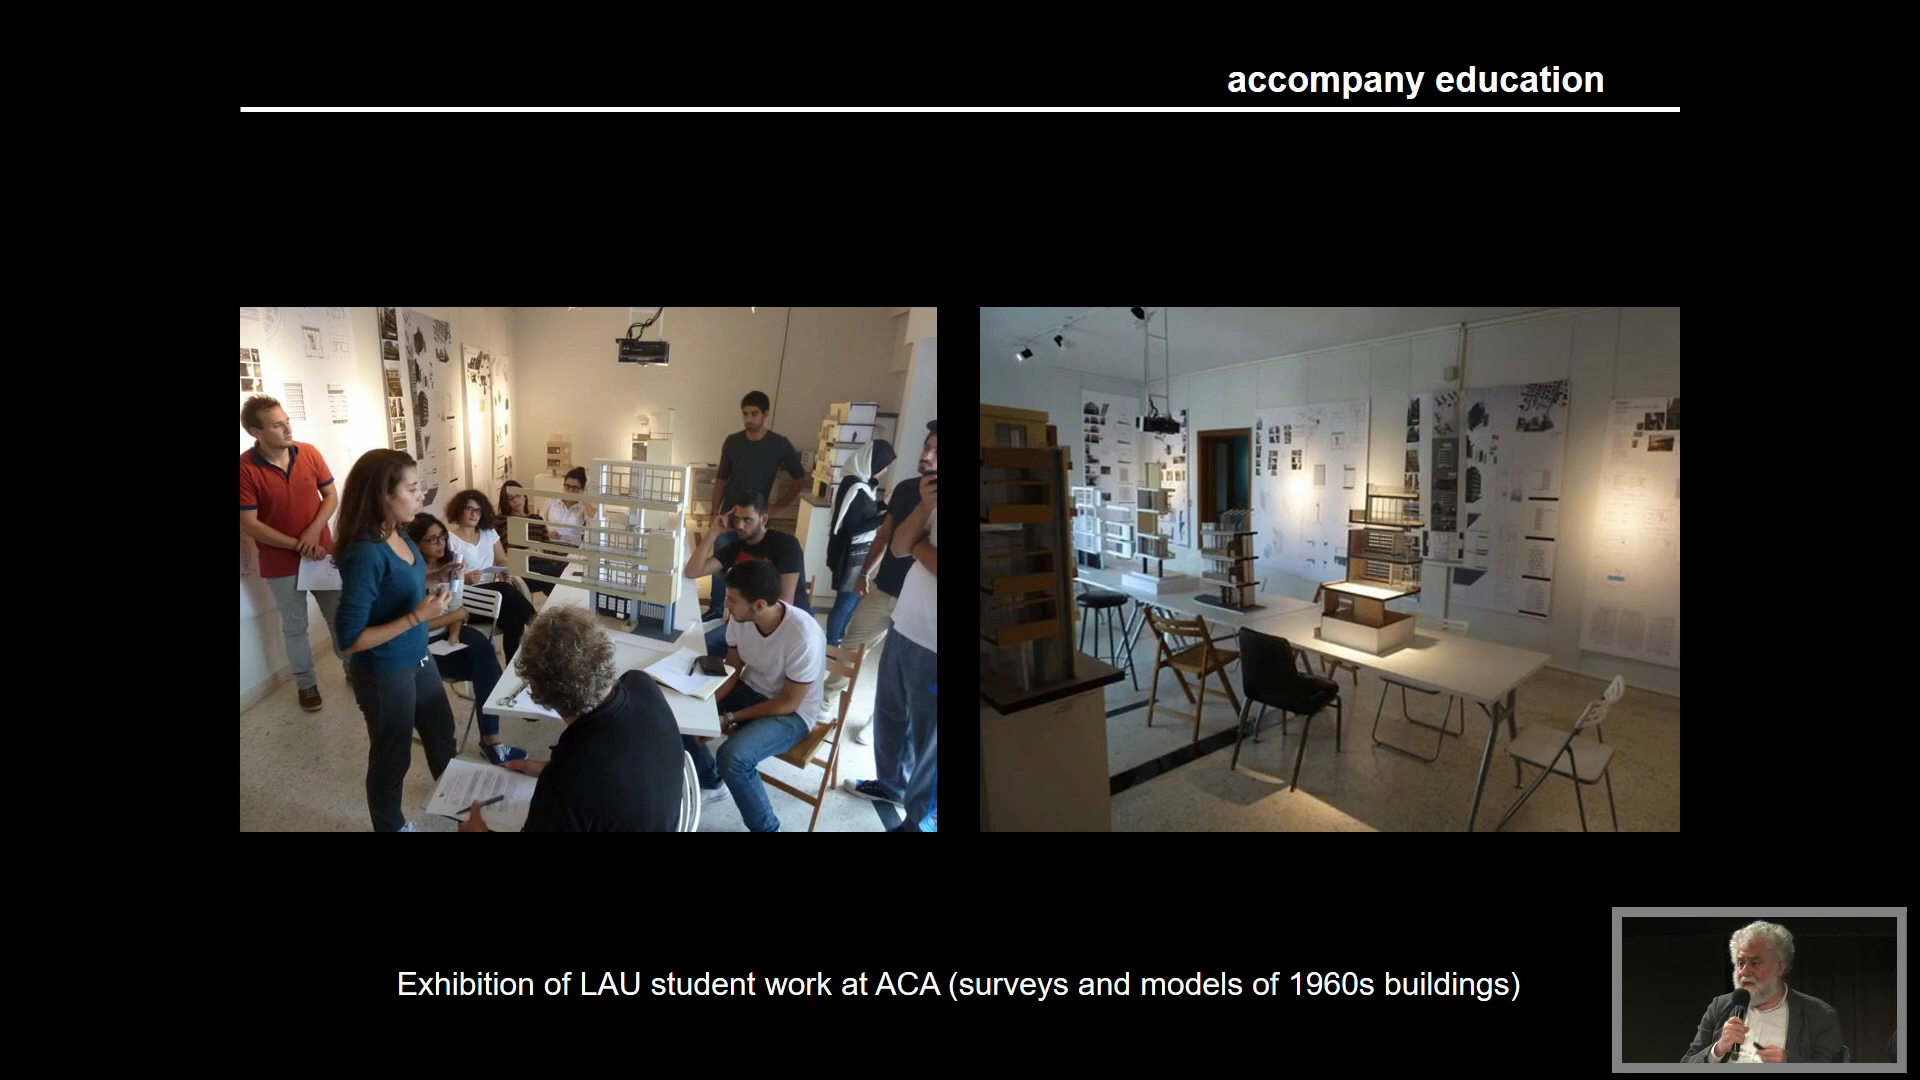 accompany education
Exhibition of LAU student work at ACA (surveys and models of 1960s buildings)